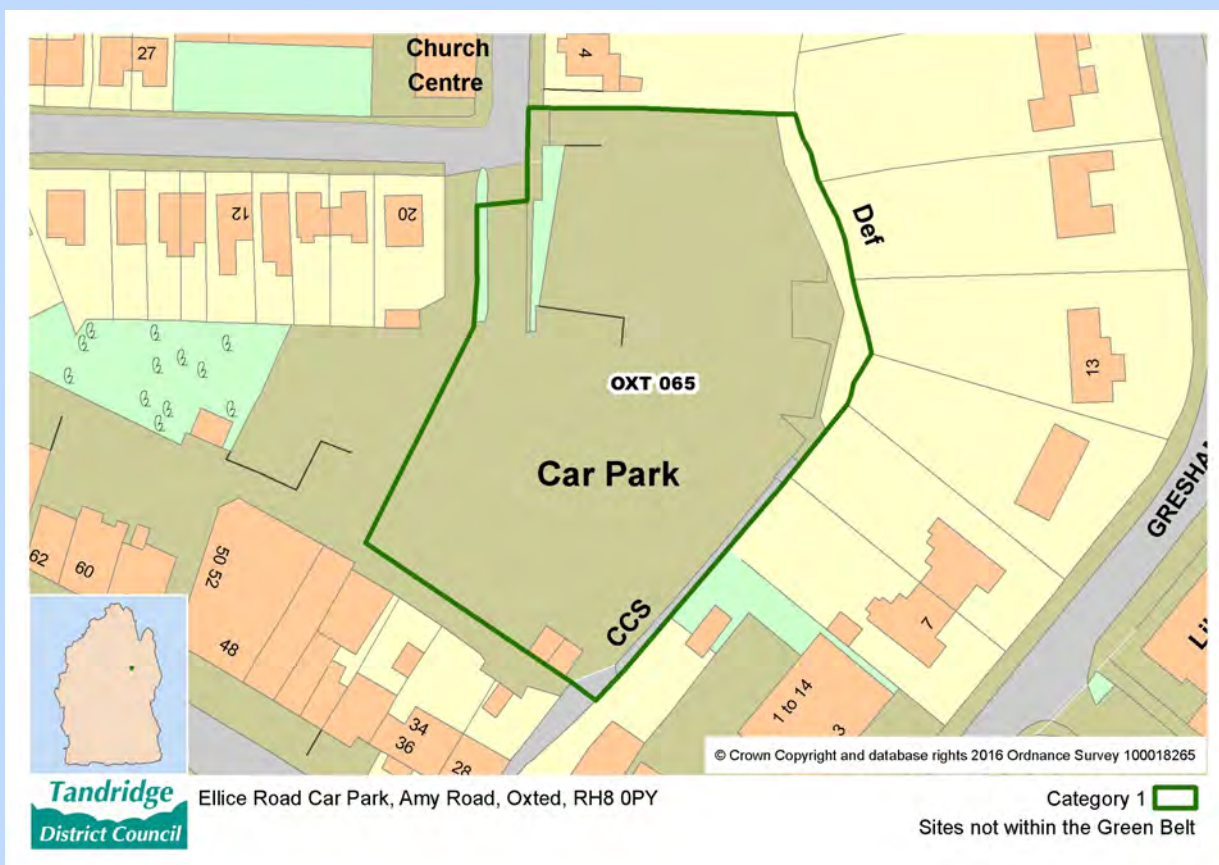 27
Church
Centre
4
12
20
Def
OXT 065
13
Car Park
GRESHA
62
60
50 52
48
CCS
7
34
36
28
1 to 14
3
© Crown Copyright and database rights 2016 Ordnance Survey 100018265
Tandridge
District Council
Ellice Road Car Park, Amy Road, Oxted, RH8 0PY
Category 1
Sites not within the Green Belt